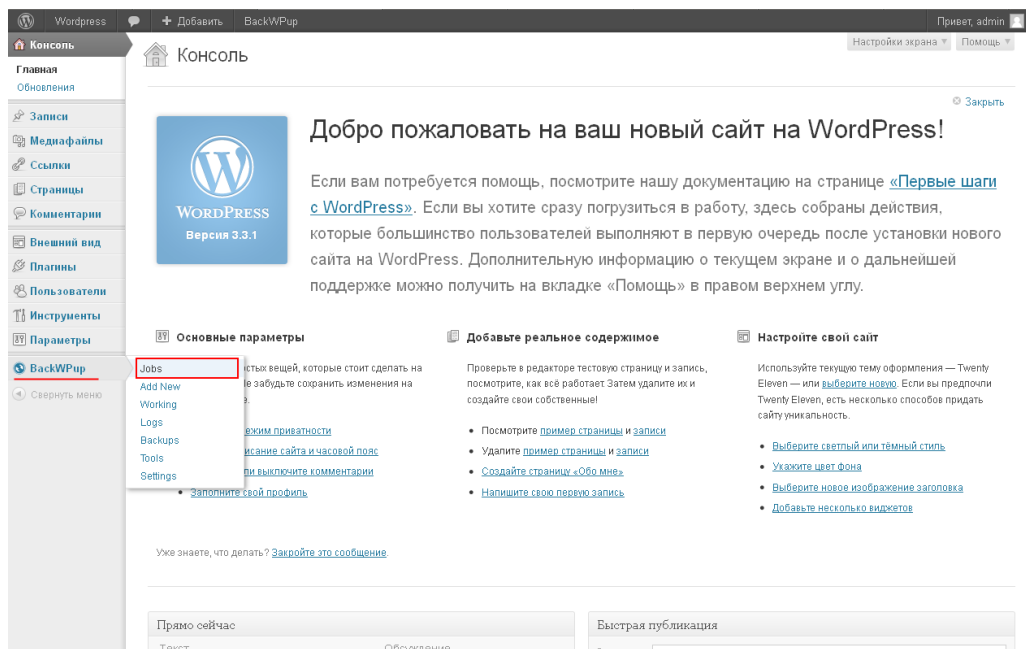 Wordpress + Добавить BackWPup Привет, admin
Консоль
Главная
Обновления
Записи
Медиафайлы
Ссылки
Страницы
Комментарии
Внешний вид
Плагины
Пользователи
Инструменты
Параметры
BackWPup
Свернуть меню
Jobs
Add New
Working
Logs
Backups
Tools
Settings
Консоль
Настройки экрана Помощь
Закрыть
WORDPRESS
Версия 3.3.1
Добро пожаловать на ваш новый сайт на WordPress!
Если вам потребуется помощь, посмотрите нашу документацию на странице «Первые шаги
с WordPress». Если вы хотите сразу погрузиться в работу, здесь собраны действия,
которые большинство пользователей выполняют в первую очередь после установки нового
сайта на WordPress. Дополнительную информацию о текущем экране и о дальнейшей
поддержке можно получить на вкладке «Помощь» в правом верхнем углу.
Основные параметры
вещей, которые стоит сделать на
забудьте сохранить изменения на
приватности
сайта и часовой пояс
выключите комментарии
Заполните свой профиль
Добавьте реальное содержимое
Проверьте в редакторе тестовую страницу и запись,
посмотрите, как всё работает Затем удалите их и
создайте свои собственные!
• Посмотрите пример страницы и записи
• Удалите пример страницы и записи
• Создайте страницу «Обо мне»
• Напишите свою первую запись
Настройте свой сайт
Используйте текущую тему оформления — Twenty
Eleven — или выберите новую. Если вы предпочли
Twenty Eleven, есть несколько способов придать
сайту уникальность.
• Выберите светлый или тёмный стиль
• Укажите цвет фона
• Выберите новое изображение заголовка
• Добавьте несколько виджетов
Уже знаете, что делать? Закройте это сообщение.
Прямо сейчас
Текст Обсуждение
Быстрая публикация